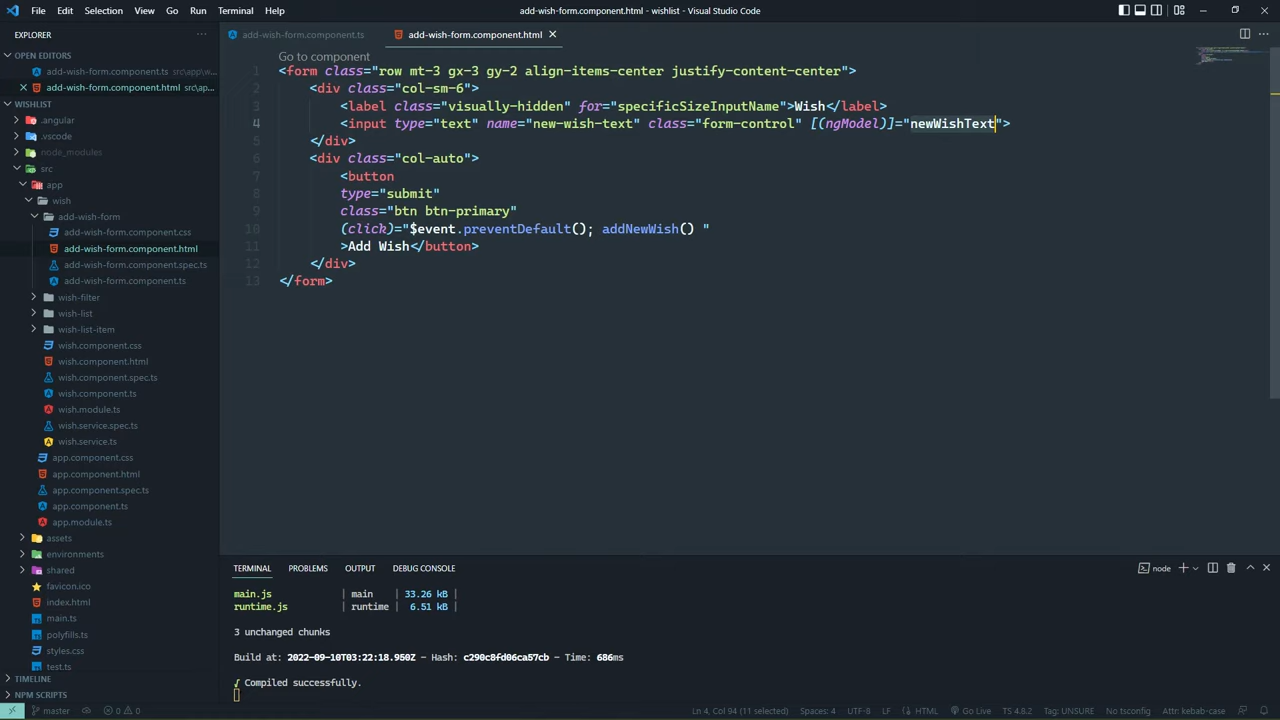 File Edit Selection View Go Run Terminal Help
add-wish-form.component.html - wishlist - Visual Studio Code
EXPLORER
OPEN EDITORS
add-wish-form.component.ts src\app\w...
add-wish-form.component.html src\ap...
WISHLIST
.angular
.vscode
node_modules
src
app
wish
add-wish-form
add-wish-form.component.css
add-wish-form.component.html
add-wish-form.component.spec.ts
add-wish-form.component.ts
wish-filter
wish-list
wish-list-item
wish.component.css
wish.component.html
wish.component.spec.ts
wish.component.ts
wish.module.ts
wish.service.spec.ts
wish.service.ts
app.component.css
app.component.html
app.component.spec.ts
app.component.ts
app.module.ts
assets
environments
shared
favicon.ico
index.html
main.ts
polyfills.ts
styles.css
test.ts
TIMELINE
NPM SCRIPTS
add-wish-form.component.ts
add-wish-form.component.html
Go to component
1 <form class="row mt-3 gx-3 gy-2 align-items-center justify-content-center">
2 <div class="col-sm-6">
3 <label class="visually-hidden" for="specificSizeInputName">Wish</label>
4 <input type="text" name="new-wish-text" class="form-control" [(ngModel)]="newWishText">
5 </div>
6 <div class="col-auto">
7 <button
8 type="submit"
9 class="btn btn-primary"
10 (click)="$event.preventDefault(); addNewWish() "
11 >Add Wish</button>
12 </div>
13 </form>
TERMINAL PROBLEMS OUTPUT DEBUG CONSOLE
node
main.js | main | 33.26 kB |
runtime.js | runtime | 6.51 kB |
3 unchanged chunks
Build at: 2022-09-10T03:22:18.950Z - Hash: c290c8fd06ca57cb - Time: 686ms
√ Compiled successfully.
master 0 0 Ln 4, Col 94 (11 selected) Spaces: 4 UTF-8 LF HTML Go Live TS 4.8.2 Tag: UNSURE No tsconfig Attr: kebab-case